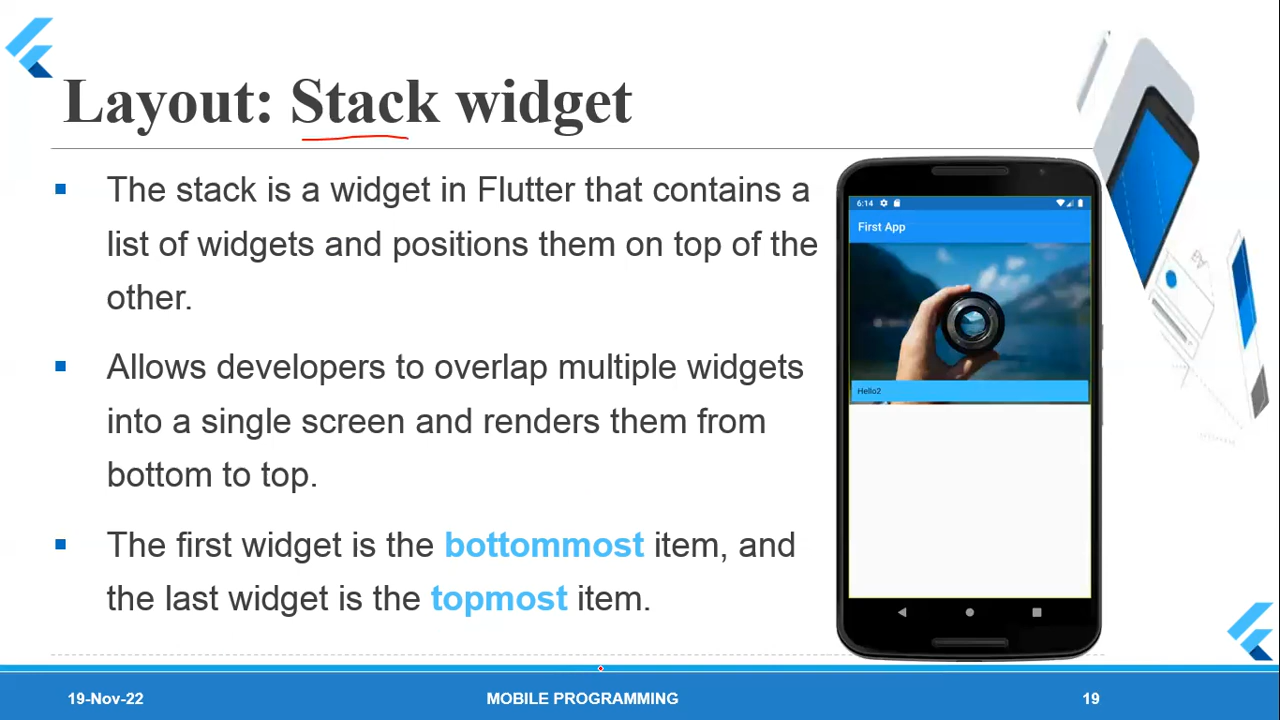 Layout: Stack widget
▪ The stack is a widget in Flutter that contains a
list of widgets and positions them on top of the
other.
▪ Allows developers to overlap multiple widgets
into a single screen and renders them from
bottom to top.
▪ The first widget is the bottommost item, and
the last widget is the topmost item.
6:14
First App
Hello2
19-Nov-22
MOBILE PROGRAMMING
19